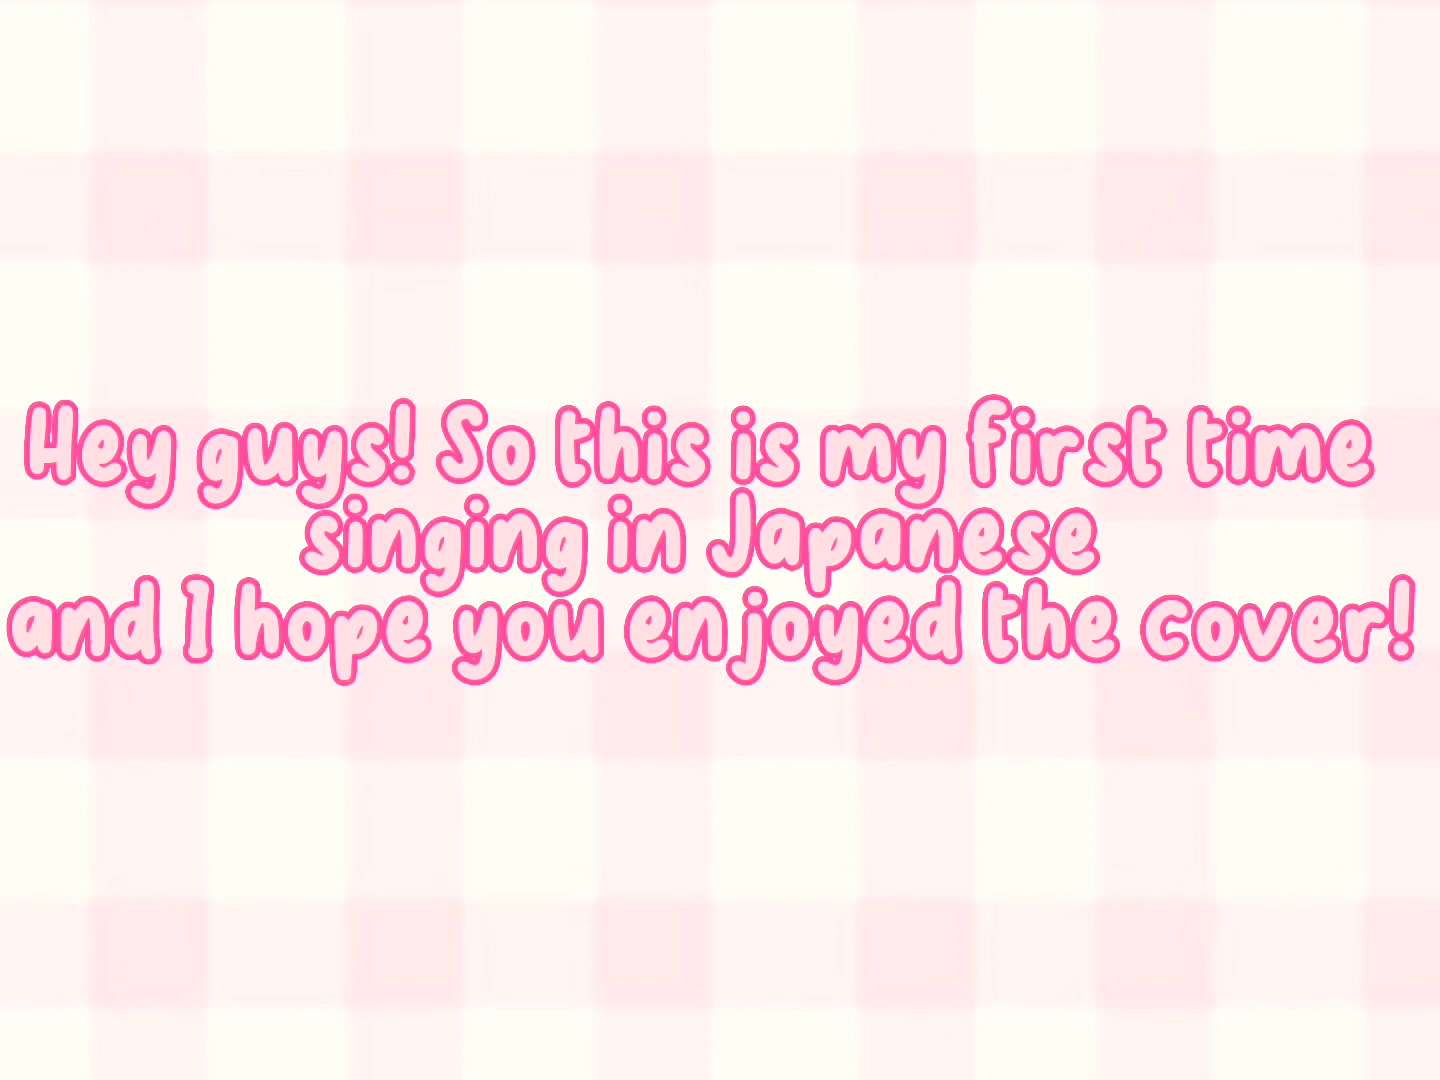 Hey guys! So this is my first time
singing in Japanese
and I hope you enjoyed the cover!